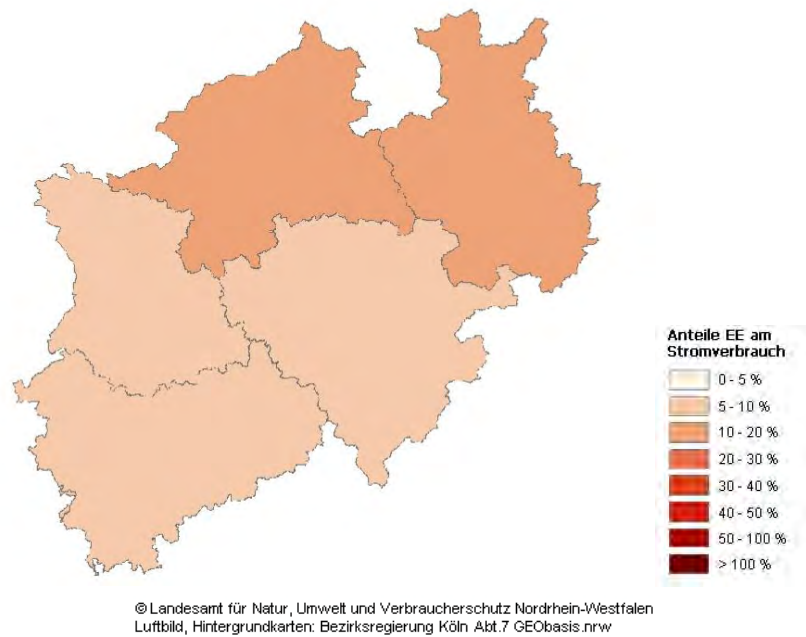 Anteile EE am
Stromverbrauch
0 - 5 %
5 - 10 %
10 - 20 %
20 - 30 %
30 - 40 %
40 - 50 %
50 - 100 %
> 100 %
© Landesamt für Natur, Umwelt und Verbraucherschutz Nordrhein-Westfalen
Luftbild, Hintergrundkarten: Bezirksregierung Köln Abt.7 GEObasis.nrw